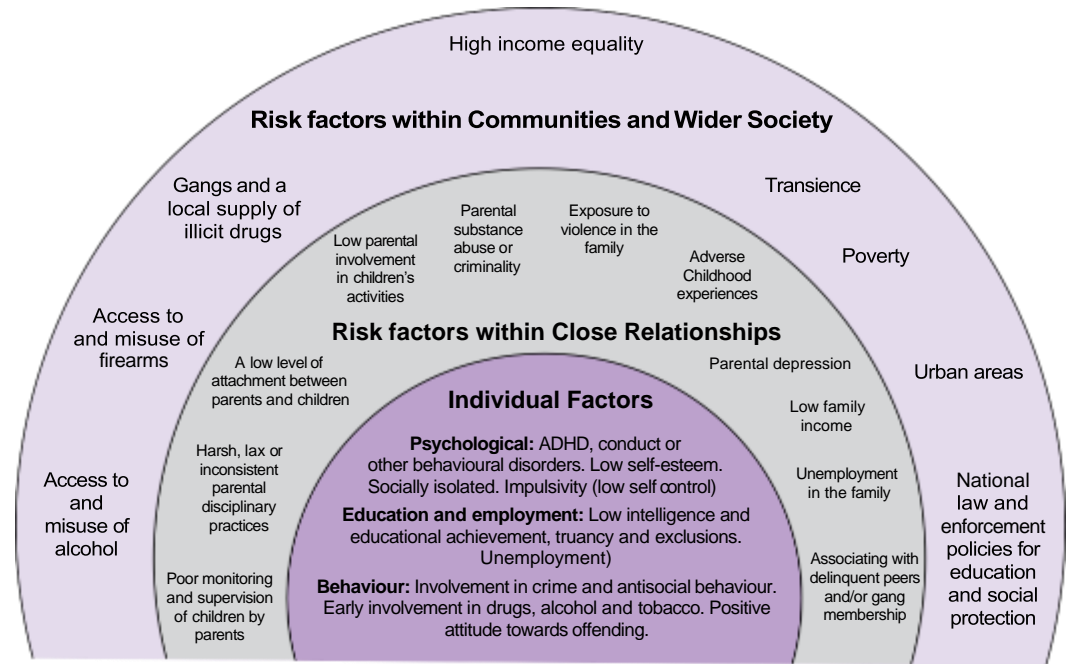 High income equality
Risk factors within Communities and Wider Society
Gangs and a
local supply of
illicit drugs
Transience
Poverty
Access to
and misuse of
firearms
Urban areas
Access to
and
misuse of
alcohol
National
law and
enforcement
policies for
education
and social
protection
Low parental
involvement
in children's
activities
Parental
substance
abuse or
criminality
Exposure to
violence in the
family
Adverse
Childhood
experiences
Risk factors within Close Relationships
A low level of
attachment between
parents and children
Parental depression
Low family
income
Harsh, lax or
inconsistent
parental
disciplinary
practices
Unemployment
in the family
Poor monitoring
and supervision
of children by
parents
Associating with
delinquent peers
and/or gang
membership
Individual Factors
Psychological: ADHD, conduct or
other behavioural disorders. Low self-esteem.
Socially isolated. Impulsivity (low self control)
Education and employment: Low intelligence and
educational achievement, truancy and exclusions.
Unemployment)
Behaviour: Involvement in crime and antisocial behaviour.
Early involvement in drugs, alcohol and tobacco. Positive
attitude towards offending.